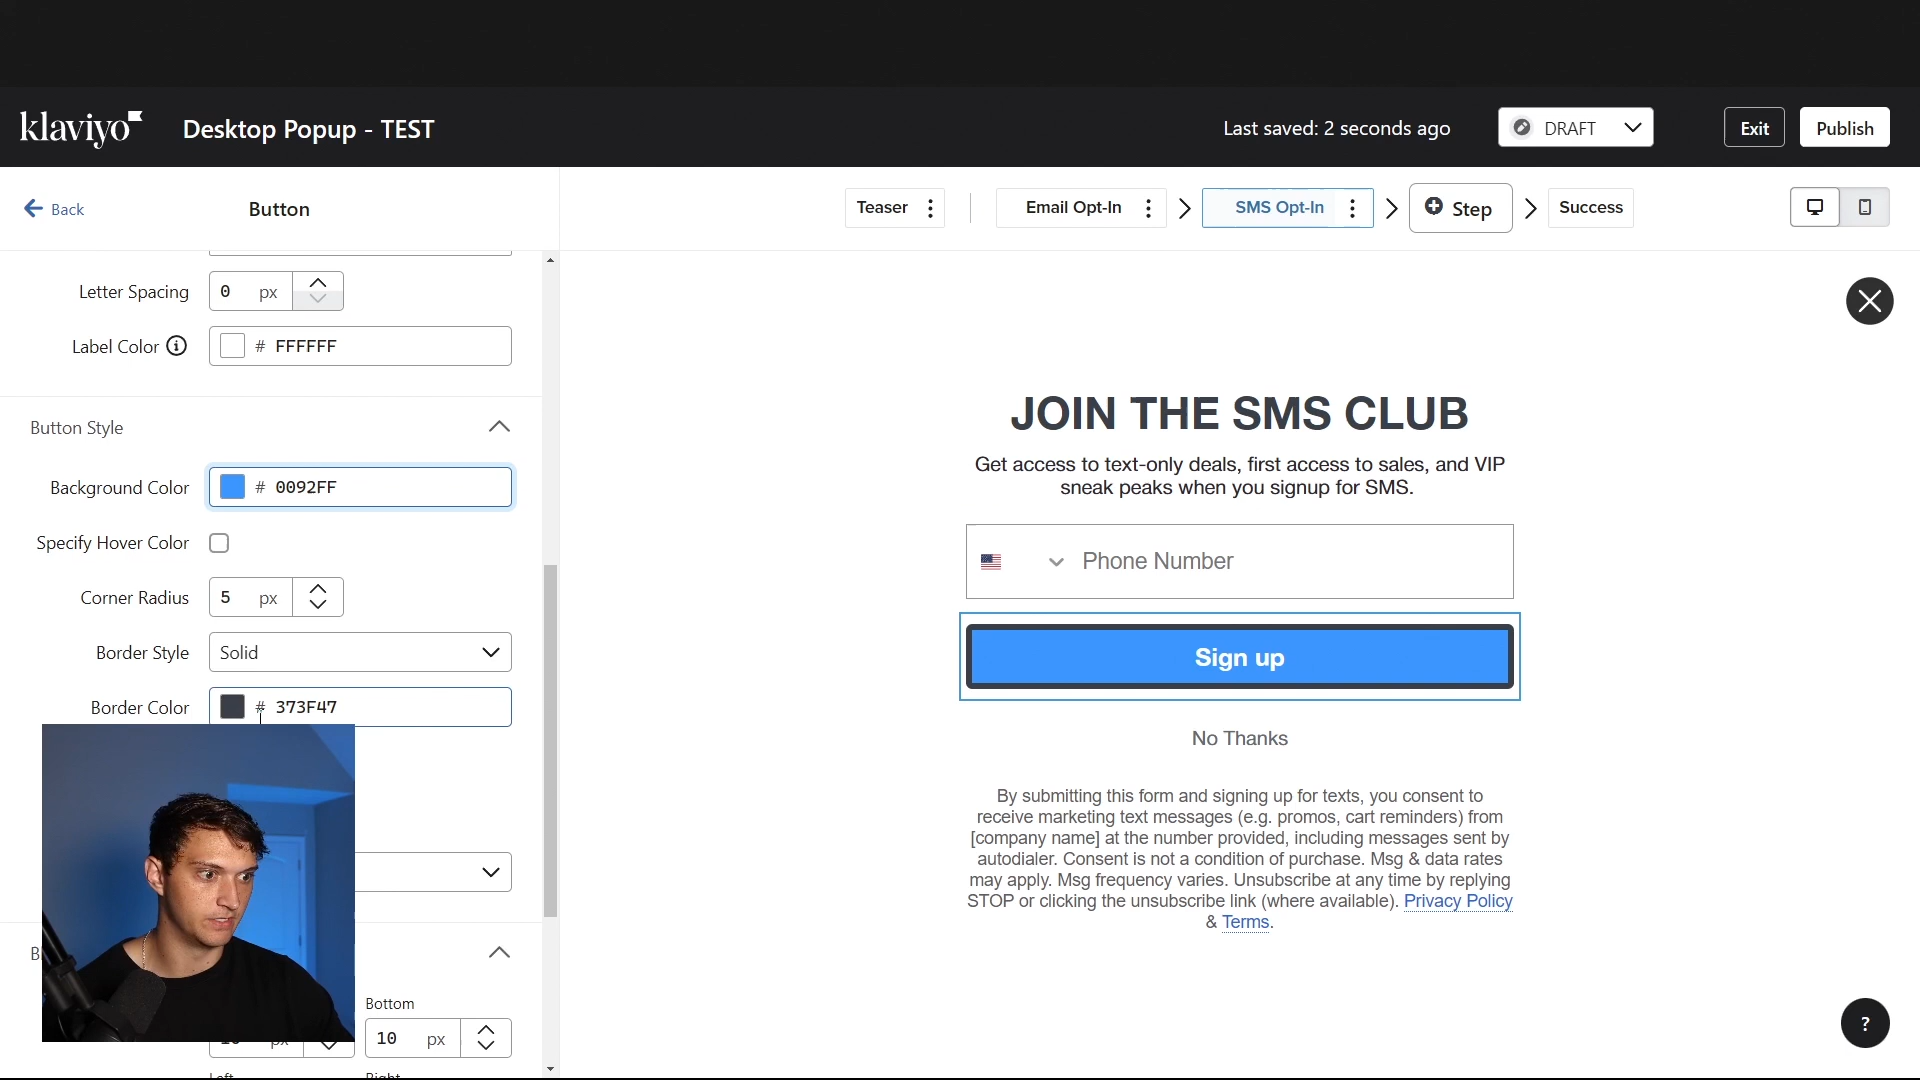 klaviyo
Desktop Popup - TEST
Last saved: 2 seconds ago
DRAFT
Exit
Publish
Back
Button
Teaser
Email Opt-In
SMS Opt-In
Step
Success
Letter Spacing
0 px
Label Color
# FFFFFF
Button Style
Background Color
# 0092FF
Specify Hover Color
Corner Radius
5 px
Border Style
Solid
Border Color
# 373F47
Bottom
10 px
JOIN THE SMS CLUB
Get access to text-only deals, first access to sales, and VIP
sneak peaks when you signup for SMS.
Phone Number
Sign up
No Thanks
By submitting this form and signing up for texts, you consent to
receive marketing text messages (e.g. promos, cart reminders) from
[company name] at the number provided, including messages sent by
autodialer. Consent is not a condition of purchase. Msg & data rates
may apply. Msg frequency varies. Unsubscribe at any time by replying
STOP or clicking the unsubscribe link (where available). Privacy Policy
& Terms.
?